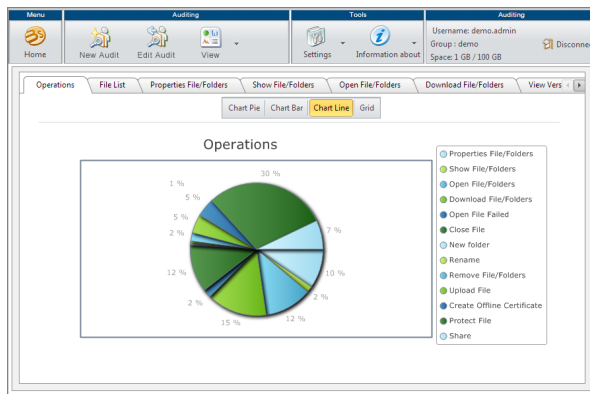 Menu
Auditing
Tools
Auditing
Home
New Audit
Edit Audit
View
Settings
Information about
Username: demo.admin
Group : demo
Space: 1 GB / 100 GB
Disconne
Operations
File List
Properties File/Folders
Show File/Folders
Open File/Folders
Download File/Folders
View Vers
Chart Pie
Chart Bar
Chart Line
Grid
Operations
30 %
1 %
5 %
5 %
2 %
7 %
12 %
10 %
2 %
2 %
15 %
12 %
Properties File/Folders
Show File/Folders
Open File/Folders
Download File/Folders
Open File Failed
Close File
New folder
Rename
Remove File/Folders
Upload File
Create Offline Certificate
Protect File
Share